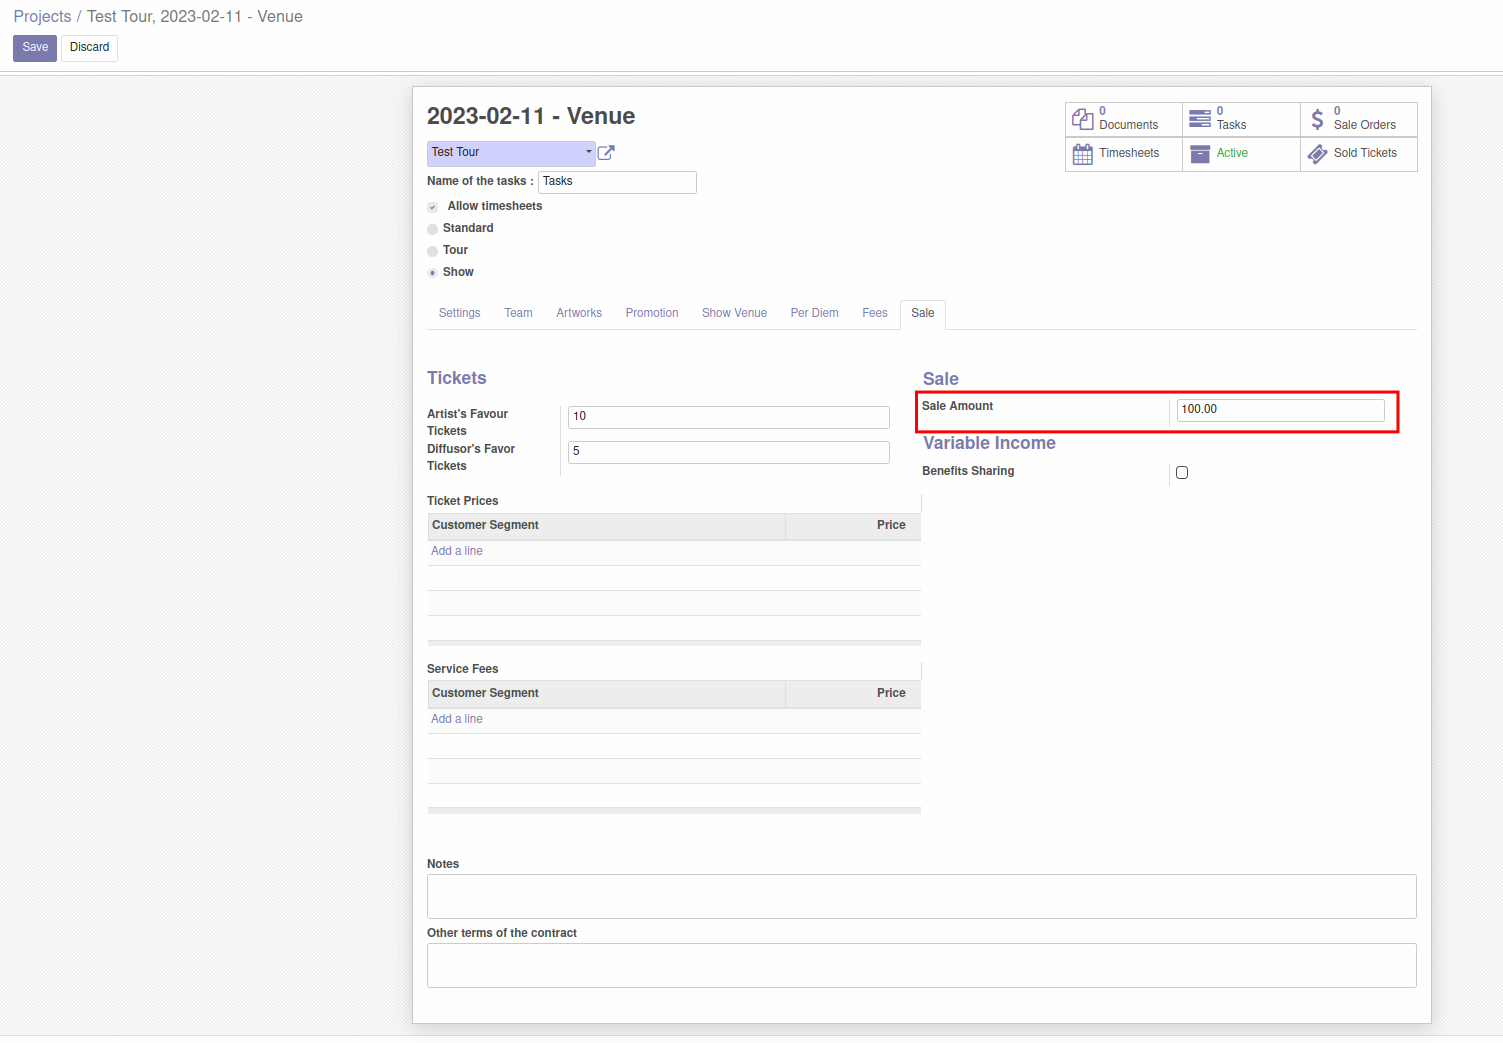 Projects / Test Tour, 2023-02-11 - Venue
Save Discard
2023-02-11 - Venue
0 Documents
0 Tasks
0 Sale Orders
Timesheets
Active
Sold Tickets
Test Tour
Name of the tasks : Tasks
Allow timesheets
Standard
Tour
Show
Settings Team Artworks Promotion Show Venue Per Diem Fees Sale
Tickets
Artist's Favour
Tickets
10
Diffusor's Favor
Tickets
5
Sale
Sale Amount 100.00
Variable Income
Benefits Sharing
Ticket Prices
Customer Segment Price
Add a line
Service Fees
Customer Segment Price
Add a line
Notes
Other terms of the contract